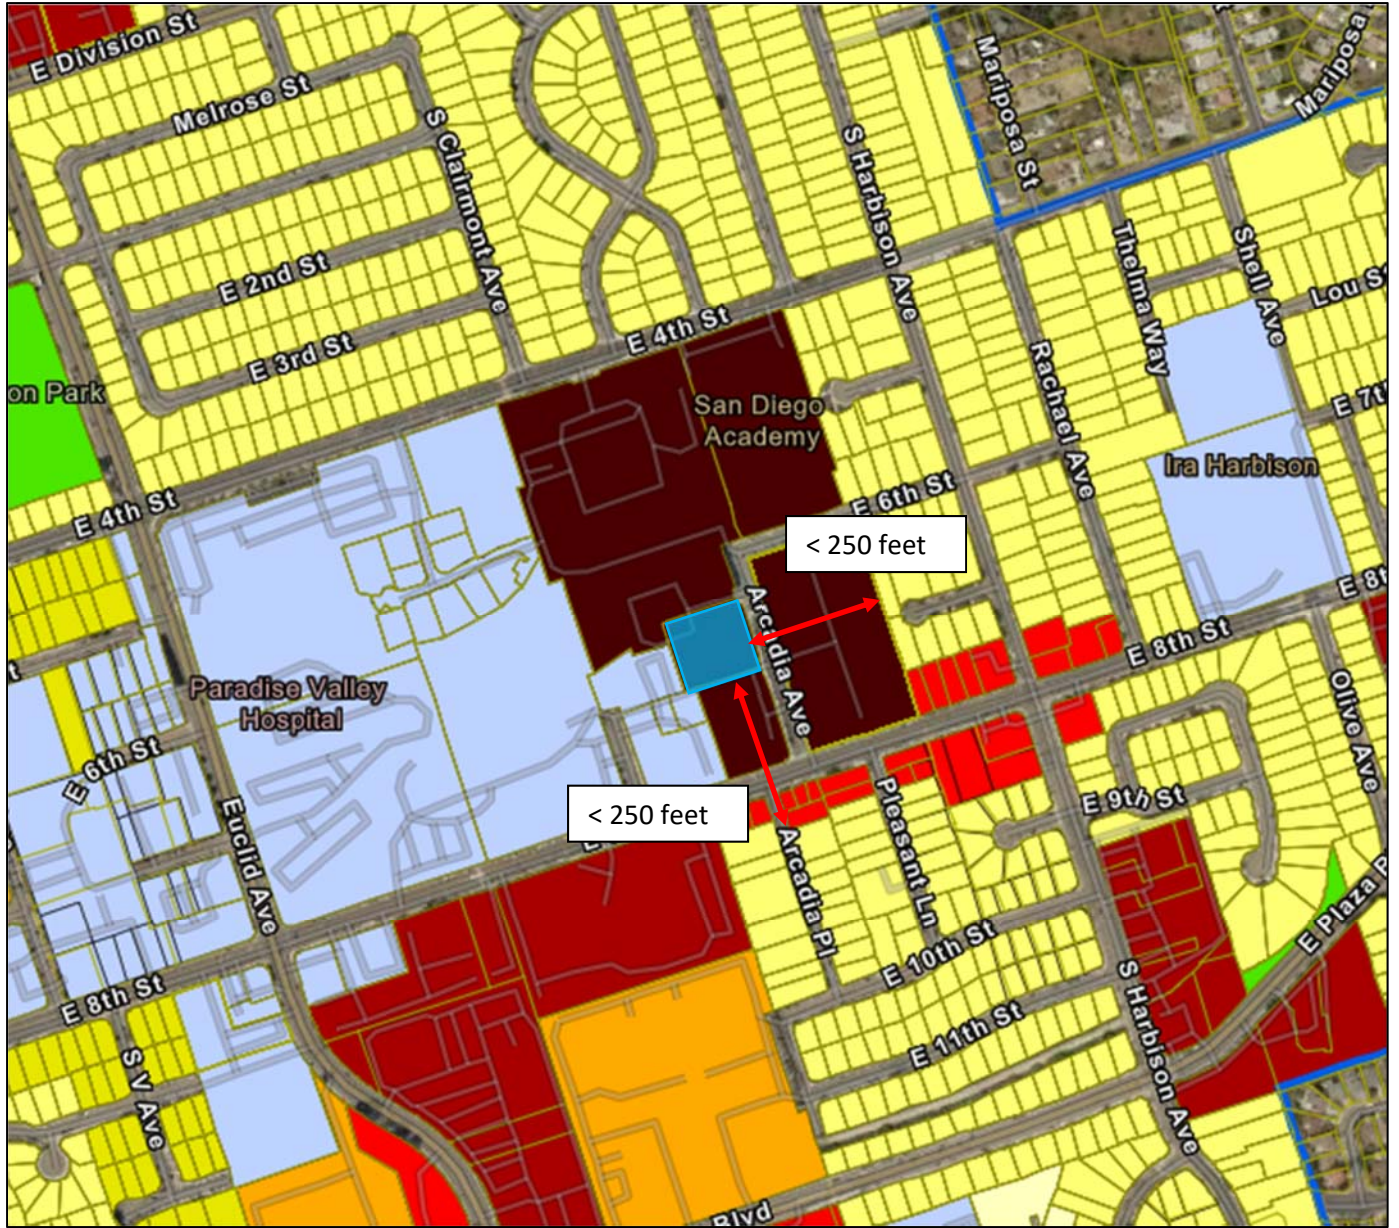 E Division St
Melrose St
S Clairmont Ave
Mariposa St
Mariposa
S Harbison Ave
E 2nd St
E 3rd St
E 4th St
Thelma Way
Shell Ave
Lou S
on Park
San Diego
Academy
Rachael Ave
E 7t
E 4th St
E 6th St
Ira Harbison
< 250 feet
E 8t
Arcadia Ave
E 8th St
Paradise Valley
Hospital
E 6th St
Olive Ave
< 250 feet
Euclid Ave
E
Arcadia Pl
Pleasant Ln
E 9th St
E Plaza
E 10th St
E 8th St
S Harbison Ave
E 11th St
S V Ave
Blvd